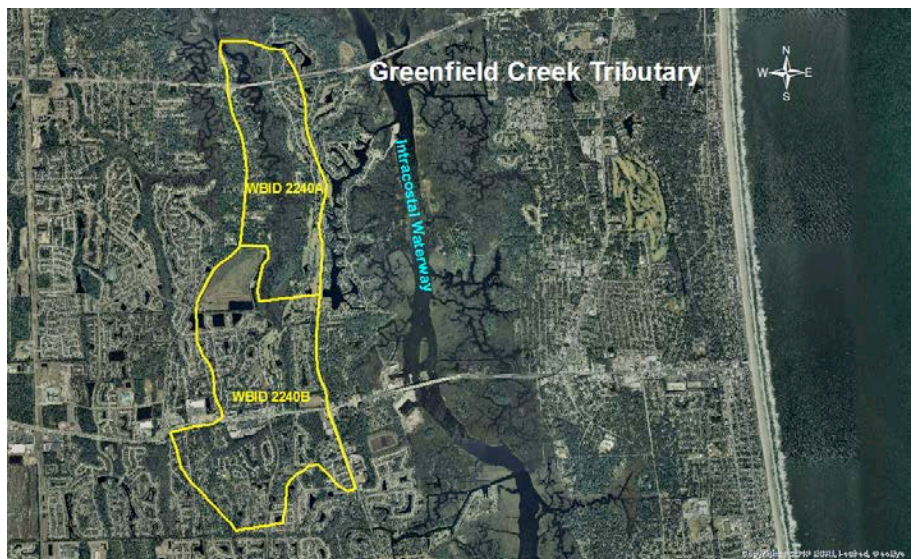 Greenfield Creek Tributary
N
W E
S
Intracostal Waterway
WBID 2240A
WBID 2240B